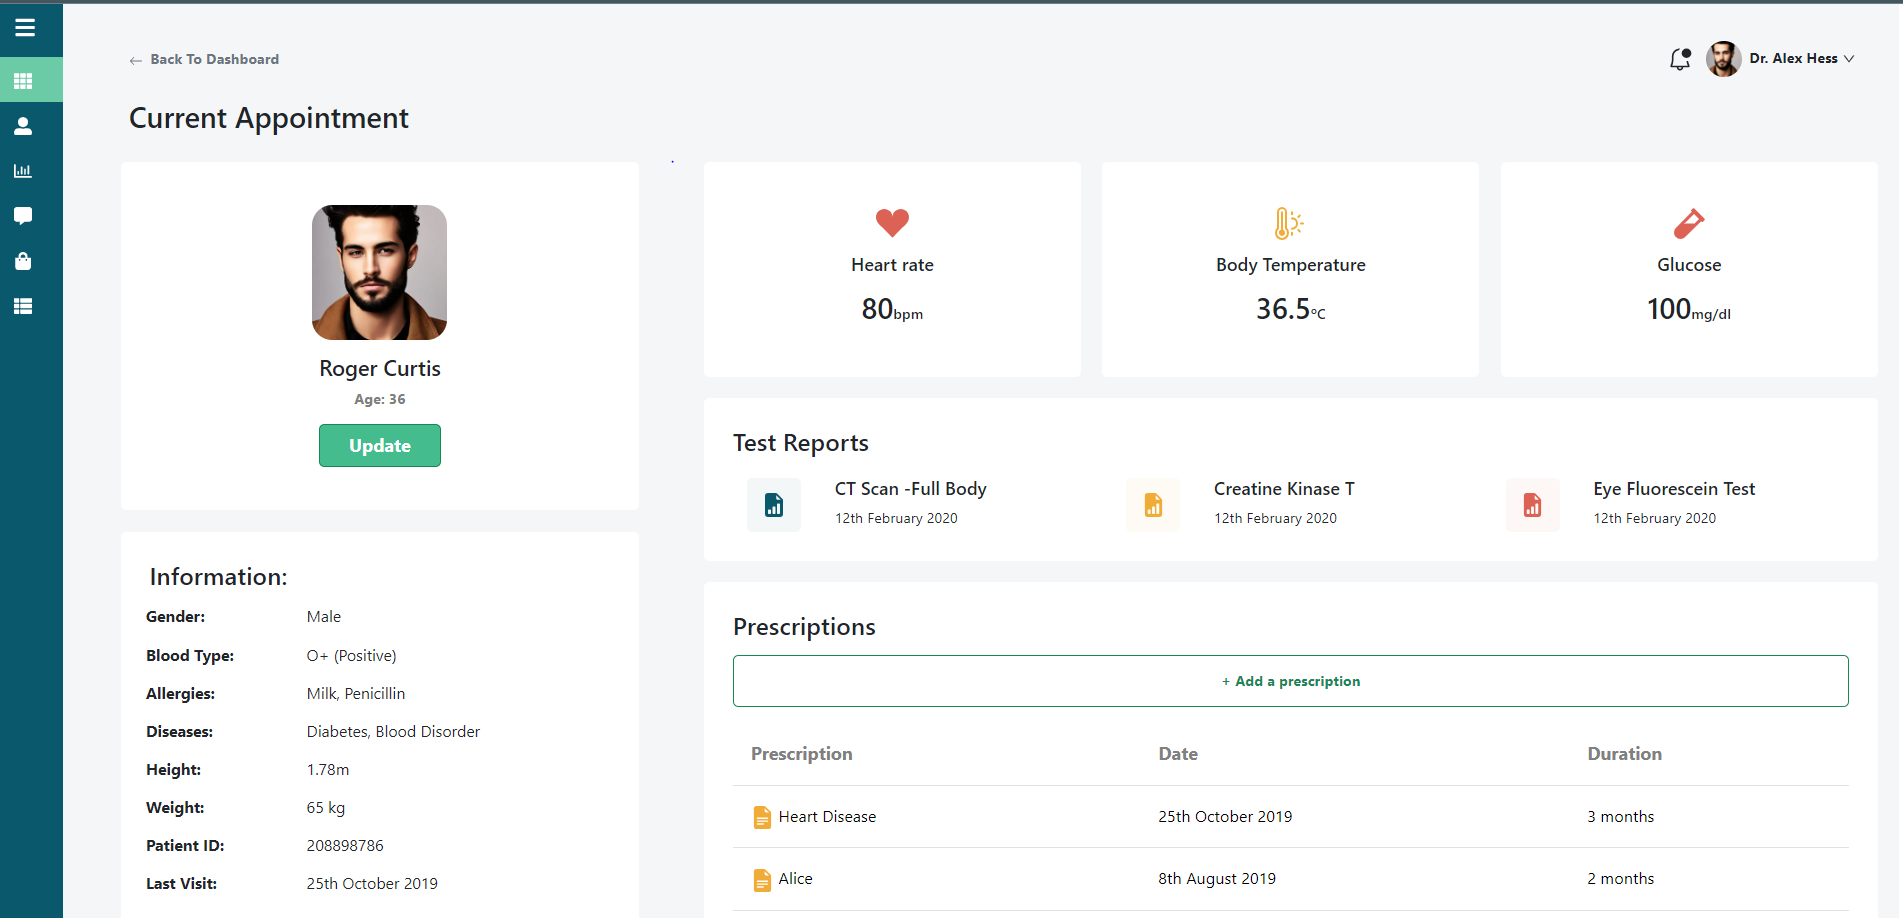 Back To Dashboard
Dr. Alex Hess
Current Appointment
Roger Curtis
Age: 36
Update
Information:
Gender: Male
Blood Type: O+ (Positive)
Allergies: Milk, Penicillin
Diseases: Diabetes, Blood Disorder
Height: 1.78m
Weight: 65 kg
Patient ID: 208898786
Last Visit: 25th October 2019
Heart rate
80bpm
Body Temperature
36.5°C
Glucose
100mg/dl
Test Reports
CT Scan -Full Body
12th February 2020
Creatine Kinase T
12th February 2020
Eye Fluorescein Test
12th February 2020
Prescriptions
+ Add a prescription
Prescription Date Duration
Heart Disease 25th October 2019 3 months
Alice 8th August 2019 2 months